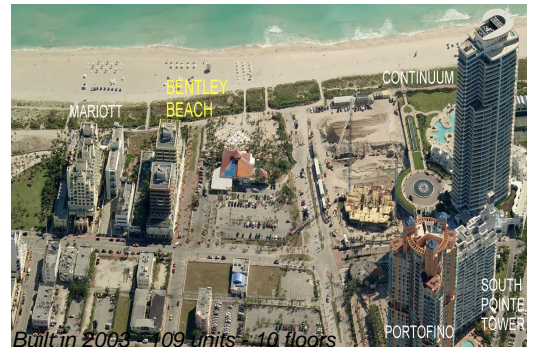 CONTINUUM
BENTLEY
BEACH
MARIOTT
SOUTH
POINTE
TOWER
PORTOFINO
Built in 2003 - 109 units - 10 floors